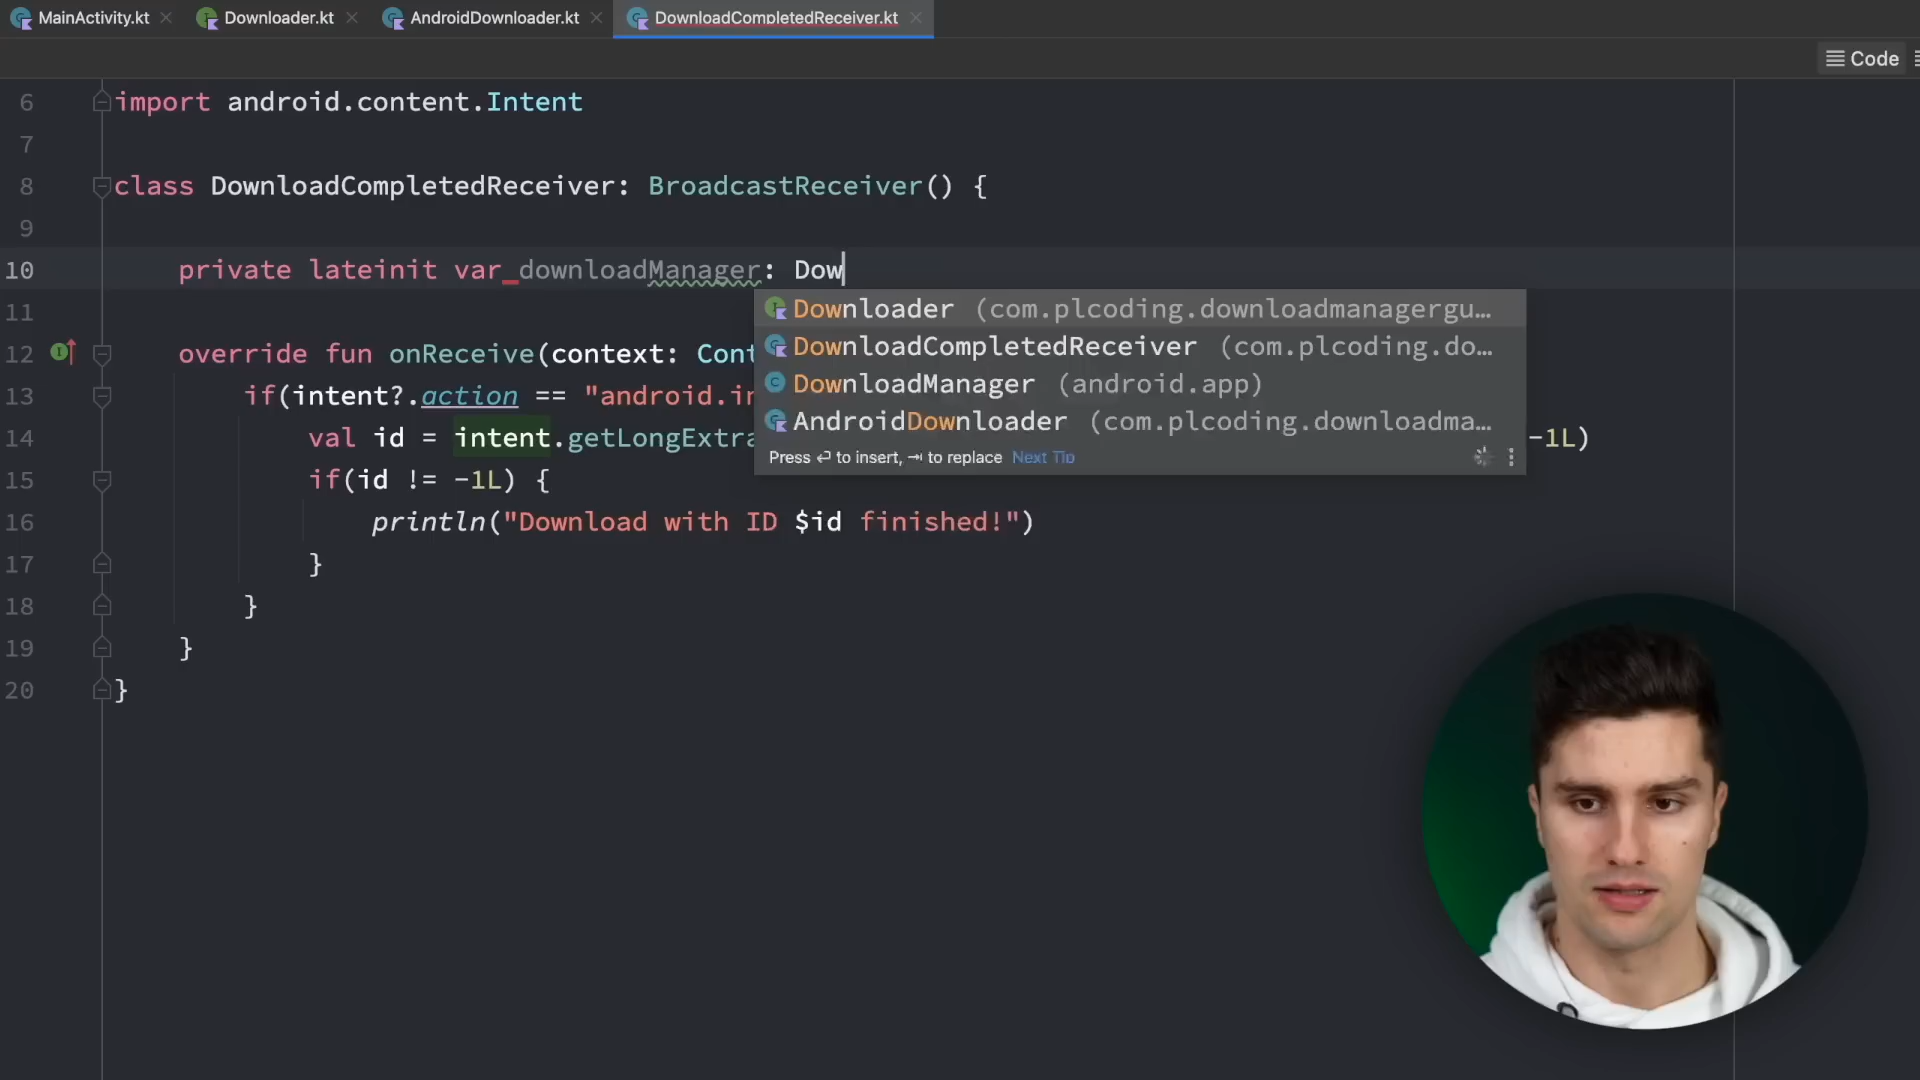 MainActivity.kt
Downloader.kt
AndroidDownloader.kt
DownloadCompletedReceiver.kt
Code
6 import android.content.Intent
7
8 class DownloadCompletedReceiver: BroadcastReceiver() {
9
10 private lateinit var downloadManager: Dow
Downloader (com.plcoding.downloadmanagergu...
DownloadCompletedReceiver (com.plcoding.do...
DownloadManager (android.app)
AndroidDownloader (com.plcoding.downloadma...
Press ↵ to insert, ⇥ to replace Next Tip
11
12 override fun onReceive(context: Cont
13 if(intent?.action == "android.in
14 val id = intent.getLongExtra -1L)
15 if(id != -1L) {
16 println("Download with ID $id finished!")
17 }
18 }
19 }
20 }